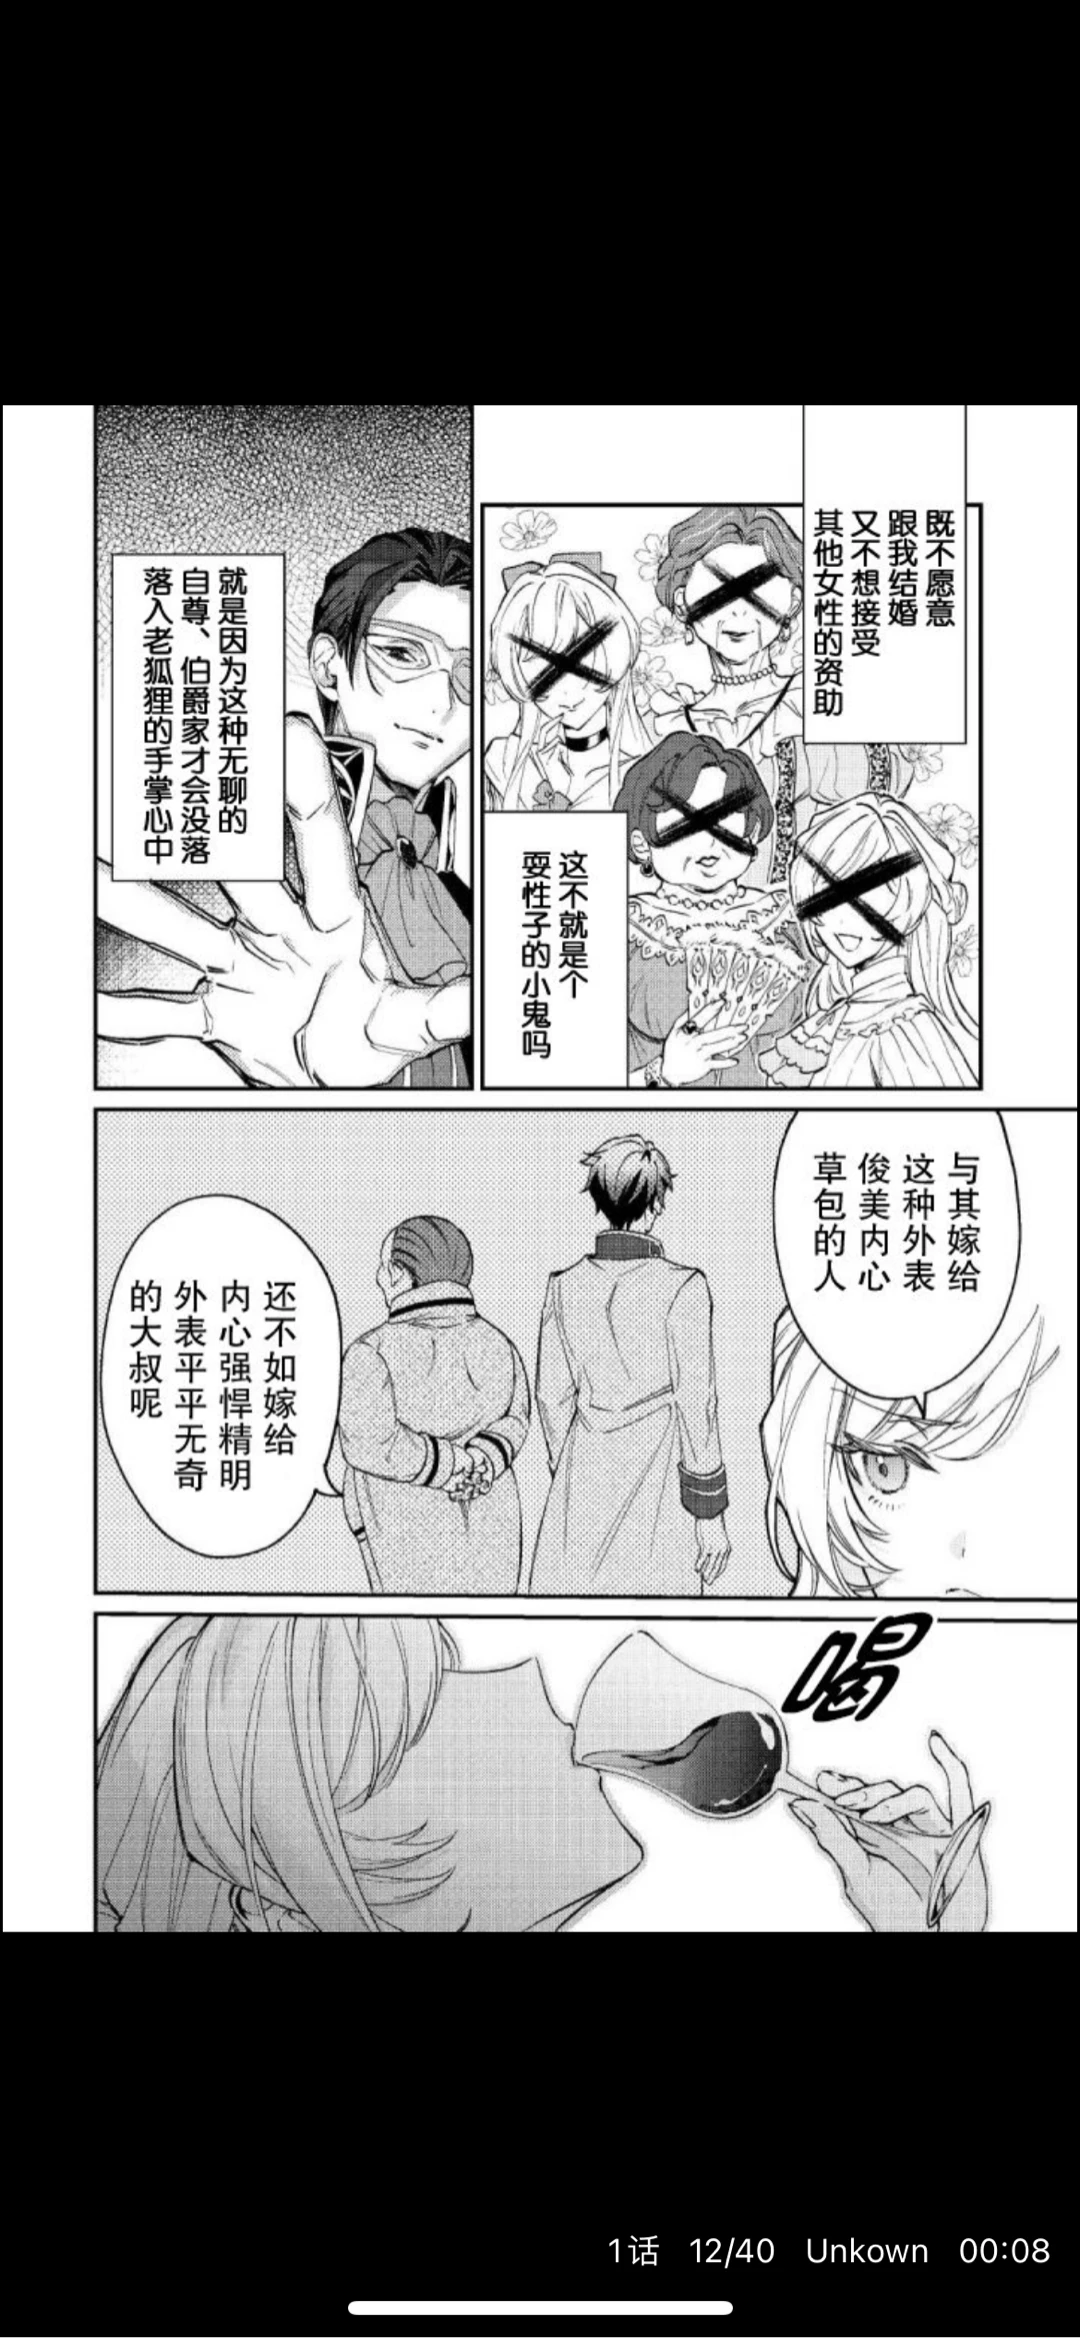 既不愿意
跟我结婚
又不想接受
其他女性的资助
这不就是个
耍性子的小鬼吗
就是因为这种无聊的
自尊、伯爵家才会没落
落入老狐狸的手掌心中
与其嫁给
这种外表
俊美内心
草包的人
还不如嫁给
内心强悍精明
外表平平无奇
的大叔呢
喝
1话 12/40 Unkown 00:08